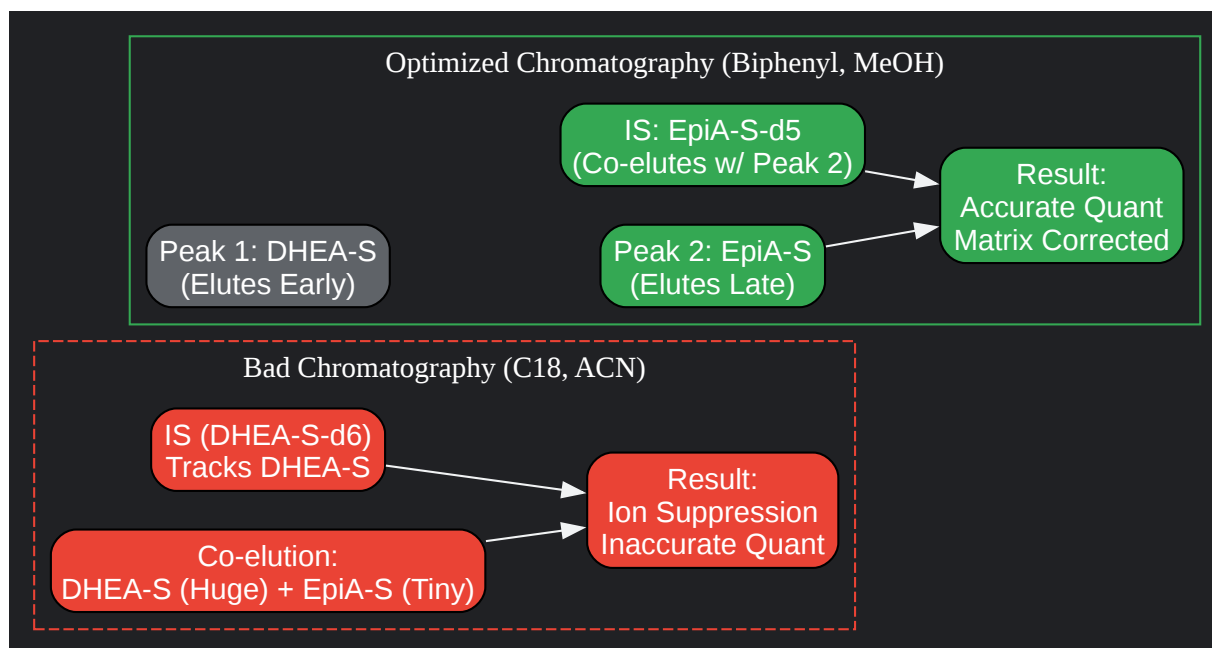 Optimized Chromatography (Biphenyl, MeOH)
IS: EpiA-S-d5
(Co-elutes w/ Peak 2)
Result:
Accurate Quant
Matrix Corrected
Peak 1: DHEA-S
(Elutes Early)
Peak 2: EpiA-S
(Elutes Late)
Bad Chromatography (C18, ACN)
IS (DHEA-S-d6)
Tracks DHEA-S
Result:
Ion Suppression
Inaccurate Quant
Co-elution:
DHEA-S (Huge) + EpiA-S (Tiny)